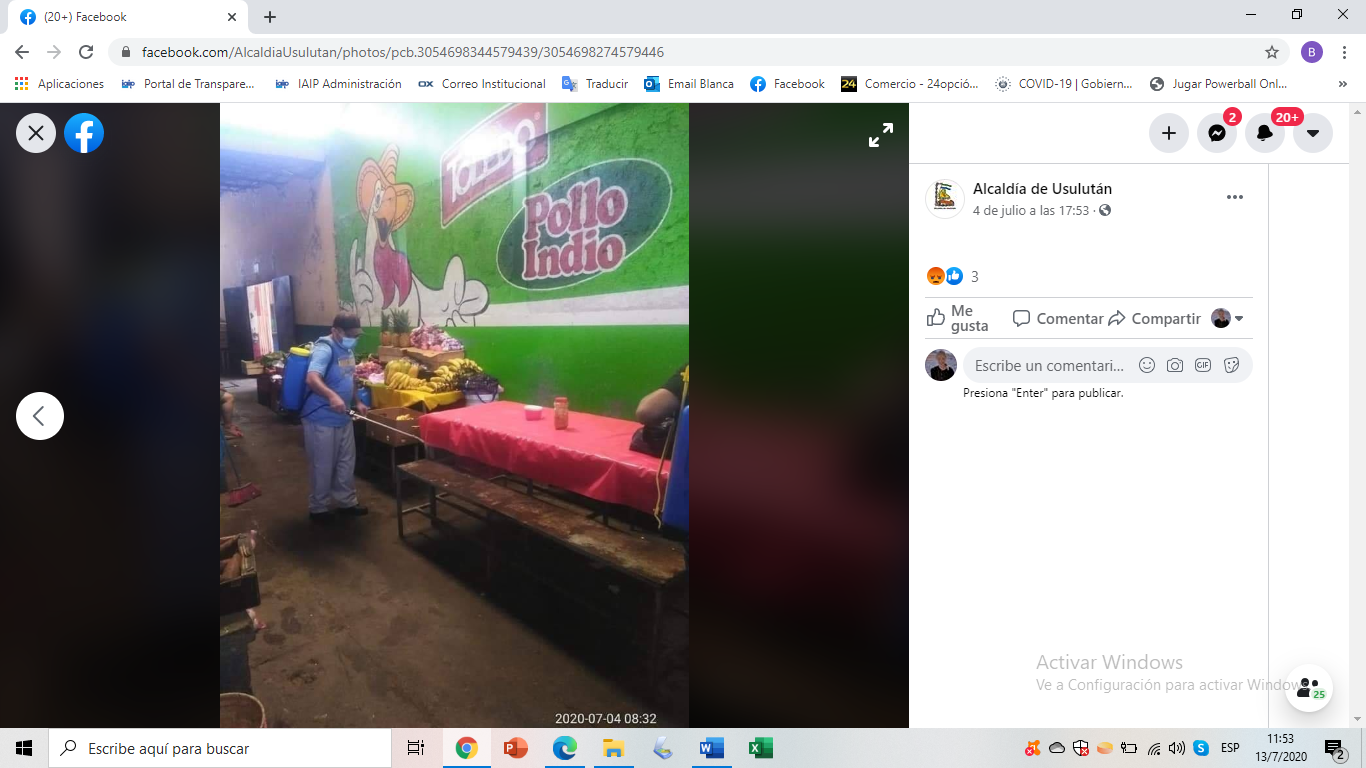 (20+) Facebook
facebook.com/AlcaldiaUsulutan/photos/pcb.3054698344579439/3054698274579446
B
Aplicaciones
Portal de Transpare...
IAIP Administración
Correo Institucional
Traducir
Email Blanca
Facebook
24
Comercio - 24opció...
COVID-19 | Gobiern...
Jugar Powerball Onl...
»
Pollo
Indio
2020-07-04 08:32
2
20+
Alcaldía de Usulután
4 de julio a las 17:53 ·
3
Me gusta
Comentar
Compartir
Escribe un comentari...
GIF
Presiona "Enter" para publicar.
Activar Windows
Ve a Configuración para activar Windows
25
Escribe aquí para buscar
ESP
11:53
13/7/2020
2